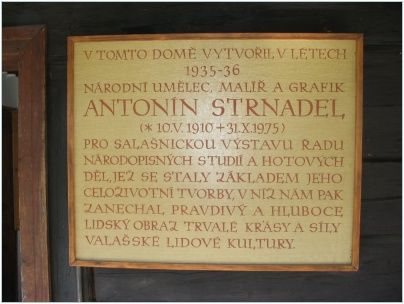 V TOMTO DOMĚ VYTVOŘIL V LETECH
1935-36
NÁRODNÍ UMĚLEC, MALÍŘ A GRAFIK
ANTONÍN STRNADEL,
(* 10.V. 1910 + 31.X.1975)
PRO SALAŠNICKOU VÝSTAVU ŘADU
NÁRODOPISNÝCH STUDIÍ A HOTOVÝCH
DĚL, JEŽ SE STALY ZÁKLADEM JEHO
CELOŽIVOTNÍ TVORBY, V NÍŽ NÁM PAK
ZANECHAL PRAVDIVÝ A HLUBOCE
LIDSKÝ OBRAZ TRVALÉ KRÁSY A SÍLY
VALAŠSKÉ LIDOVÉ KULTURY.